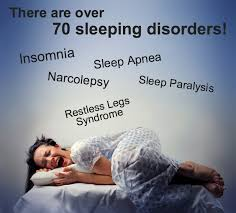 There are over
70 sleeping disorders!
Insomnia
Sleep Apnea
Narcolepsy
Sleep Paralysis
Restless Legs
Syndrome